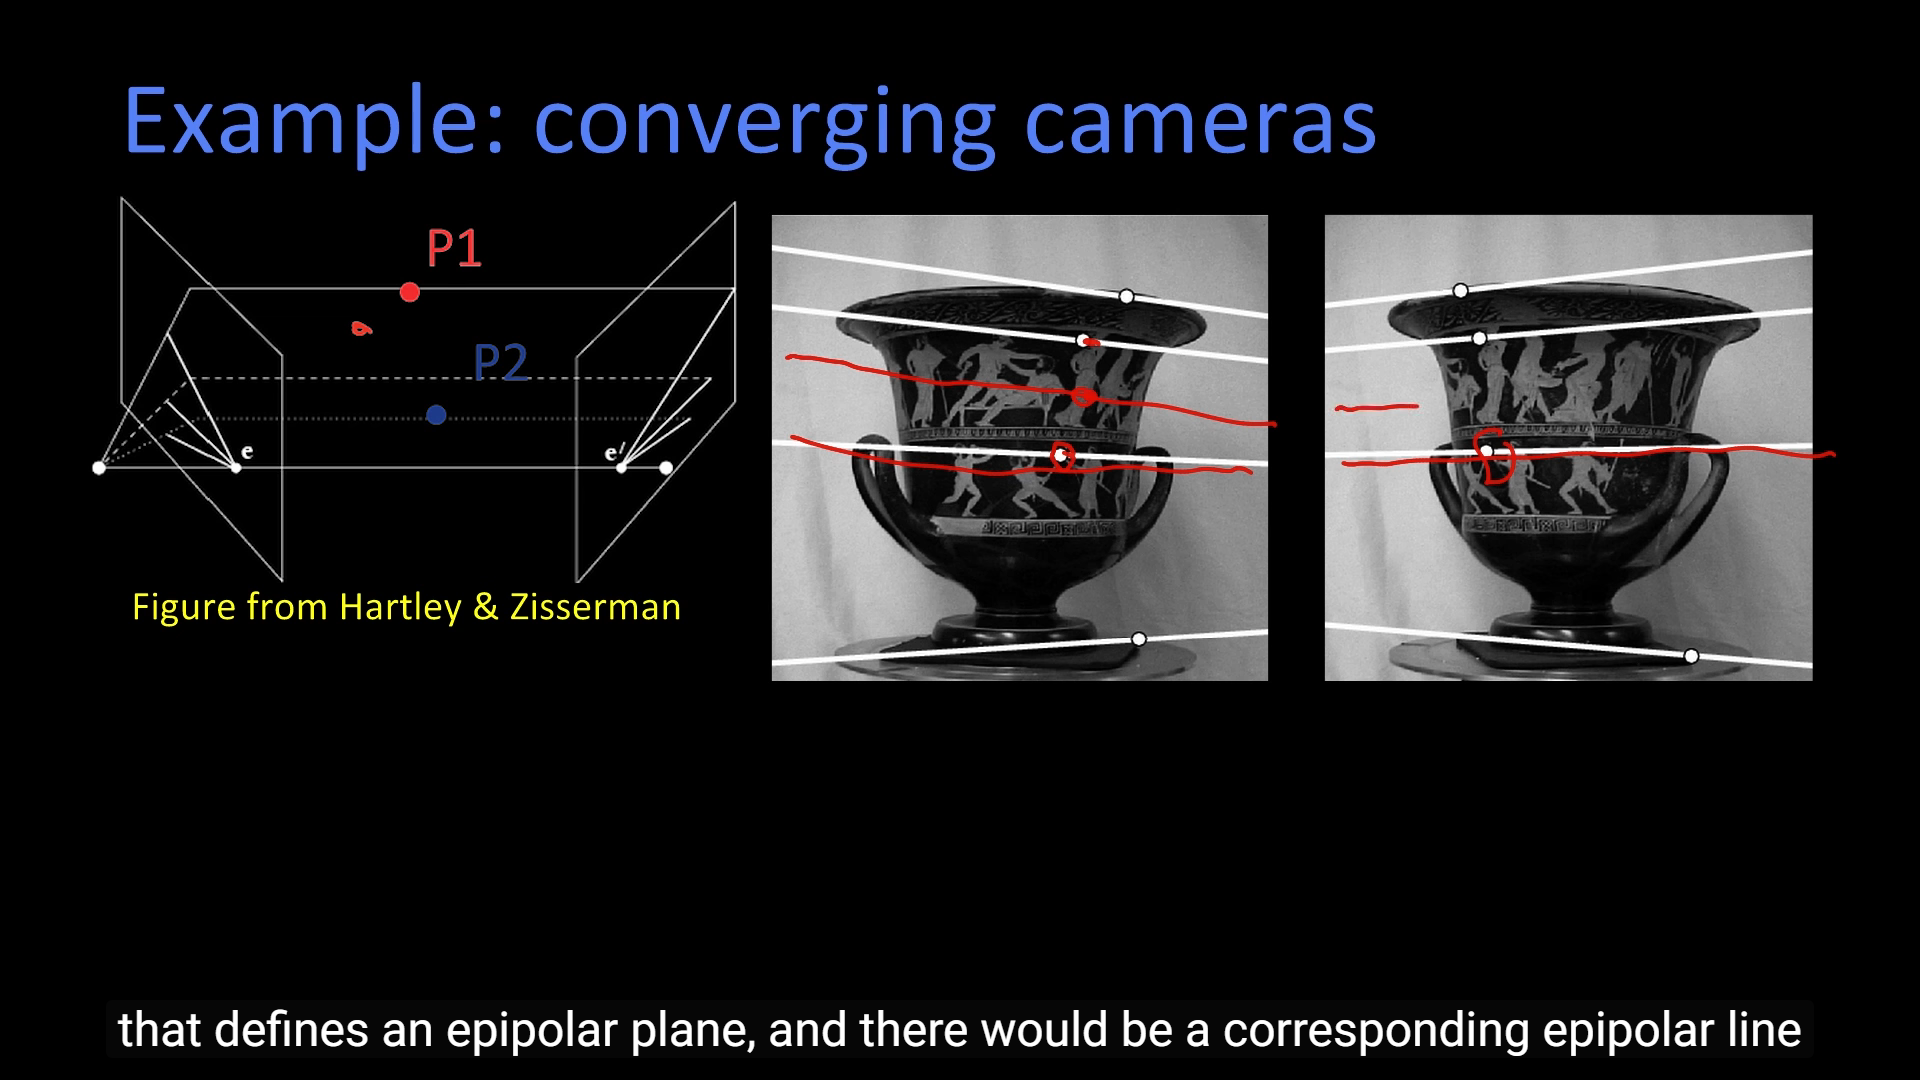 Example: converging cameras
P1
P2
e
e′
Figure from Hartley & Zisserman
that defines an epipolar plane, and there would be a corresponding epipolar line